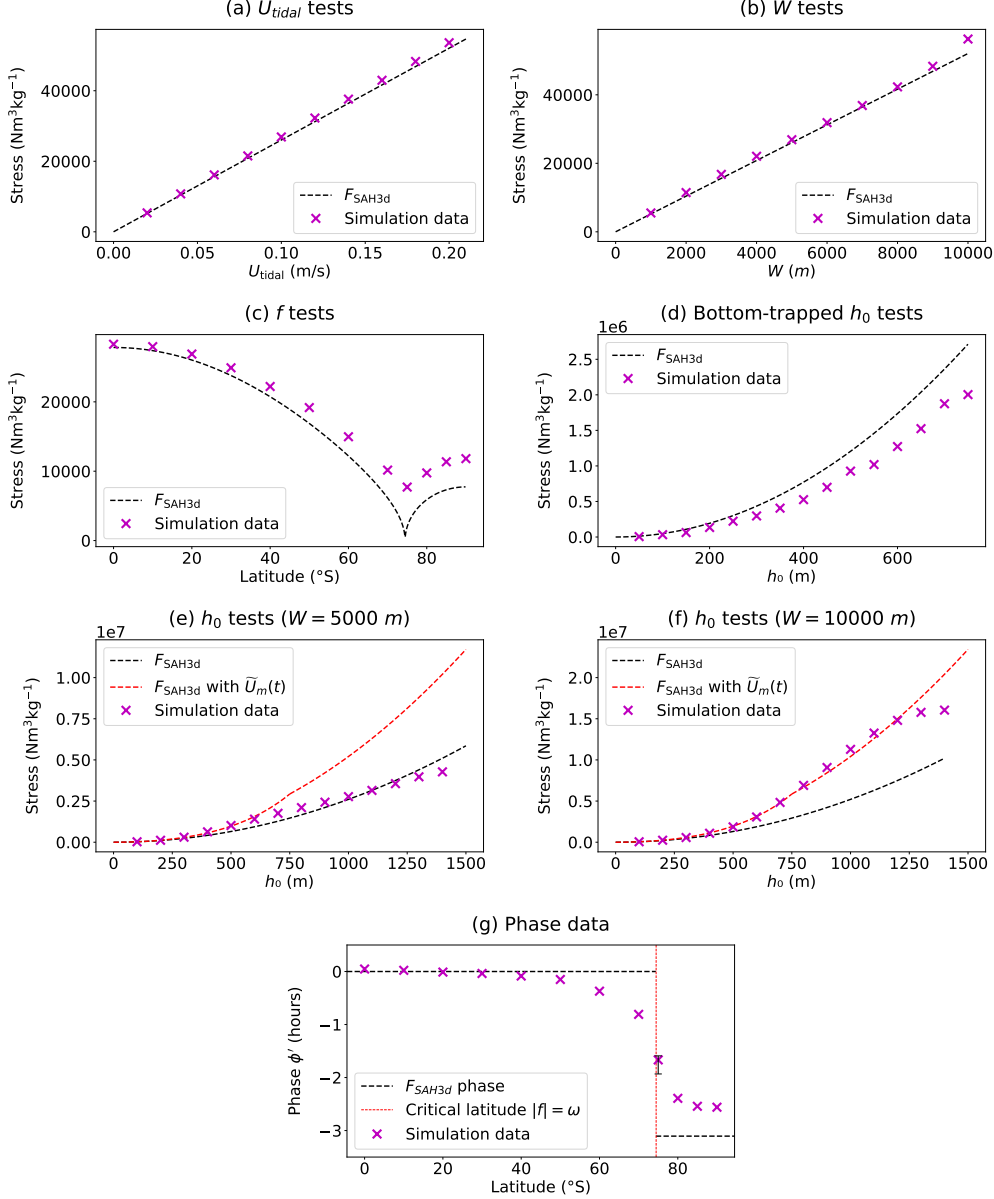 (a) U_tidal tests
Stress (Nm³kg⁻¹)
40000
20000
0
0.00 0.05 0.10 0.15 0.20
U_tidal (m/s)
F_SAH3d
Simulation data
(b) W tests
Stress (Nm³kg⁻¹)
40000
20000
0
0 2000 4000 6000 8000 10000
W (m)
F_SAH3d
Simulation data
(c) f tests
Stress (Nm³kg⁻¹)
20000
10000
0
0 20 40 60 80
Latitude (°S)
F_SAH3d
Simulation data
(d) Bottom-trapped h₀ tests
1e6
Stress (Nm³kg⁻¹)
2.5
2.0
1.5
1.0
0.5
0.0
0 200 400 600
h₀ (m)
F_SAH3d
Simulation data
(e) h₀ tests (W = 5000 m)
1e7
Stress (Nm³kg⁻¹)
1.00
0.75
0.50
0.25
0.00
0 250 500 750 1000 1250 1500
h₀ (m)
F_SAH3d
F_SAH3d with Ũ_m(t)
Simulation data
(f) h₀ tests (W = 10000 m)
1e7
Stress (Nm³kg⁻¹)
2.0
1.5
1.0
0.5
0.0
0 250 500 750 1000 1250 1500
h₀ (m)
F_SAH3d
F_SAH3d with Ũ_m(t)
Simulation data
(g) Phase data
Phase ϕ′ (hours)
0
−1
−2
−3
0 20 40 60 80
Latitude (°S)
F_SAH3d phase
Critical latitude |f| = ω
Simulation data